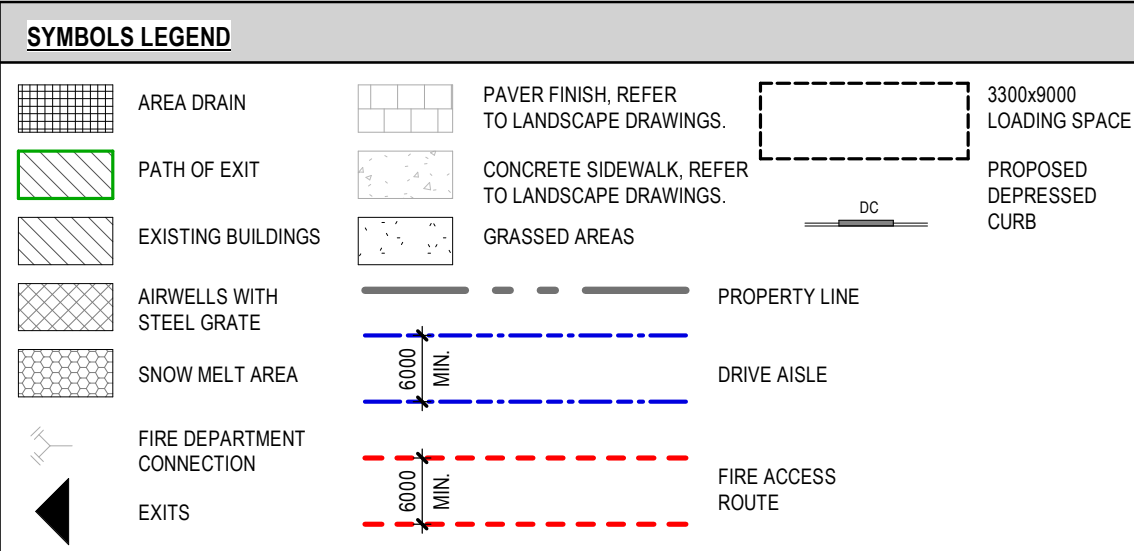 SYMBOLS LEGEND
AREA DRAIN
PATH OF EXIT
EXISTING BUILDINGS
AIRWELLS WITH
STEEL GRATE
SNOW MELT AREA
FIRE DEPARTMENT
CONNECTION
EXITS
PAVER FINISH, REFER
TO LANDSCAPE DRAWINGS.
CONCRETE SIDEWALK, REFER
TO LANDSCAPE DRAWINGS.
GRASSED AREAS
PROPERTY LINE
6000
MIN.
DRIVE AISLE
6000
MIN.
FIRE ACCESS
ROUTE
3300x9000
LOADING SPACE
DC
PROPOSED
DEPRESSED
CURB